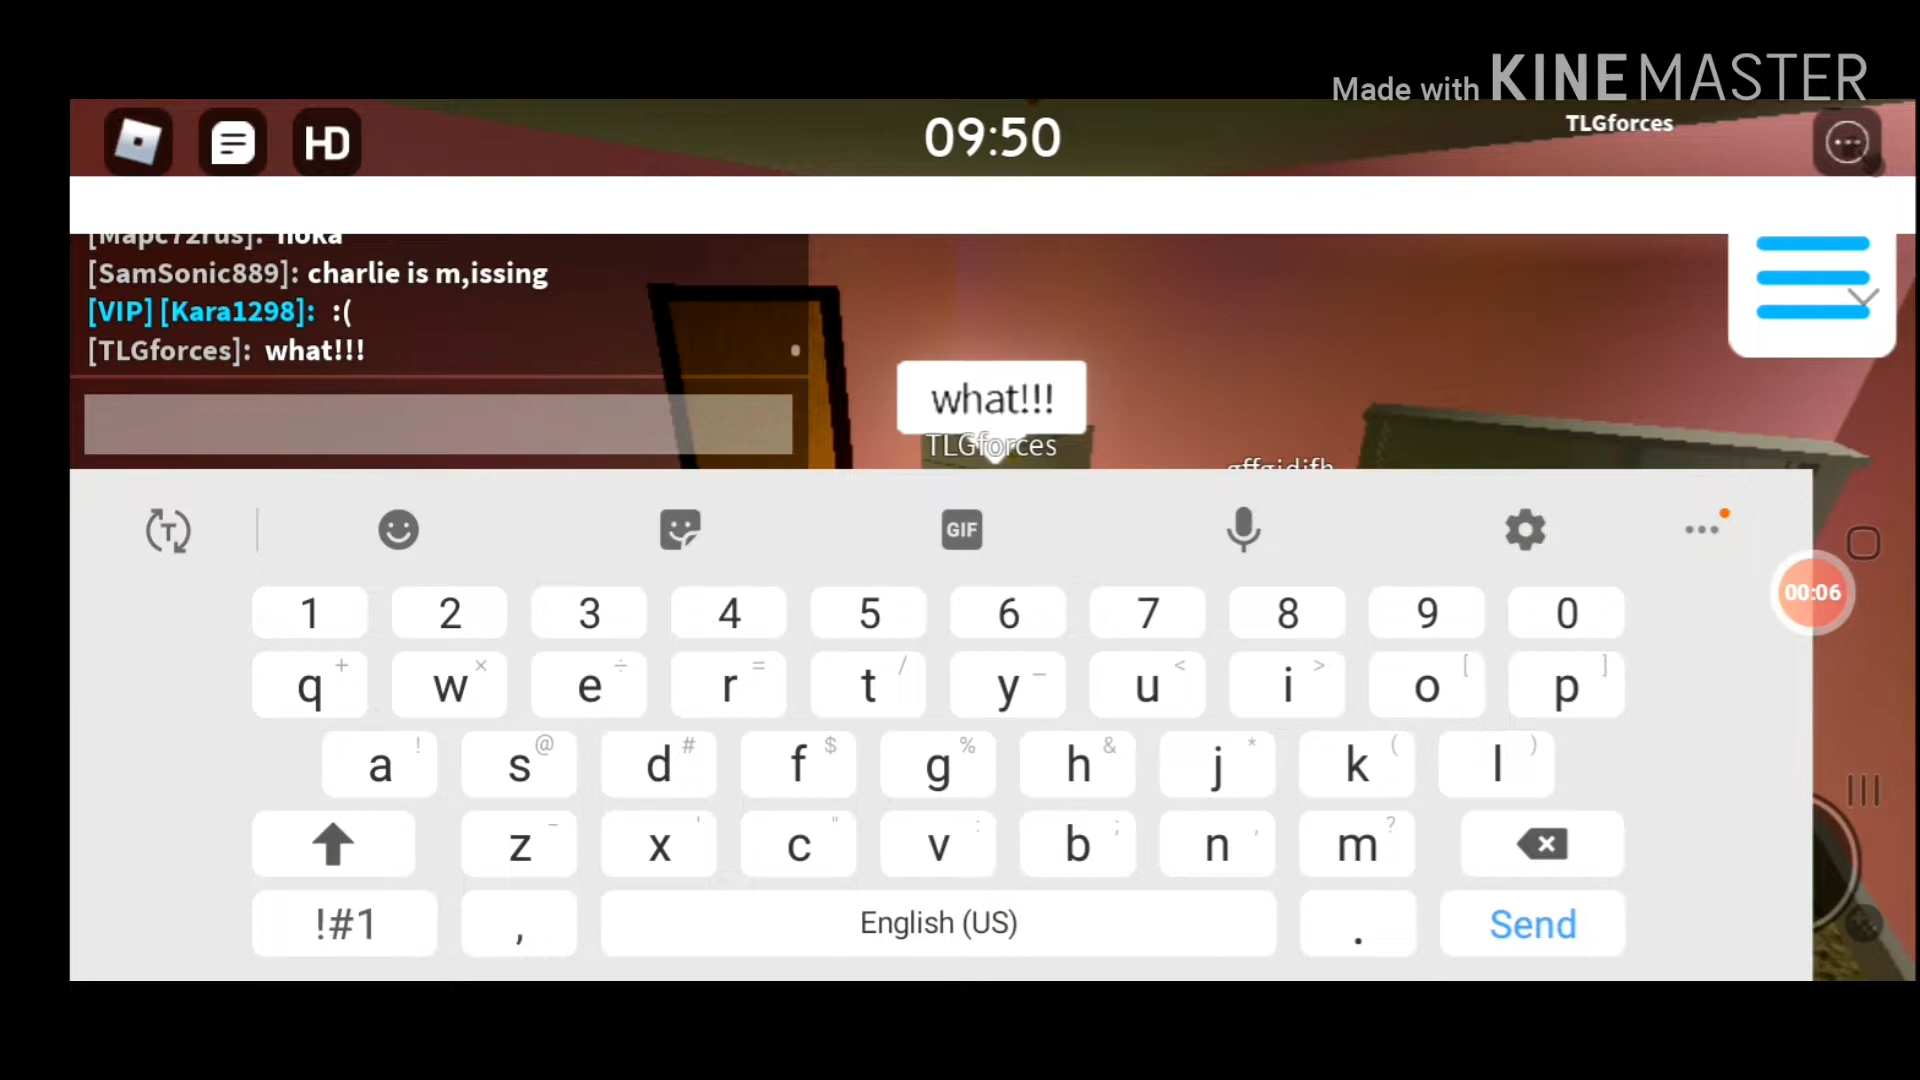 Made with KINEMASTER
HD
09:50
TLGforces
[Mapc72rus]:
[SamSonic889]: charlie is m,issing
[VIP] [Kara1298]: :(
[TLGforces]: what!!!
what!!!
TLGforces
T
GIF
00:06
1 2 3 4 5 6 7 8 9 0
q + w × e ÷ r = t / y _ u < i > o [ p ]
a ! s @ d # f $ g % h & j * k ( l )
z - x ' c " v : b ; n , m ?
!#1 , English (US) . Send